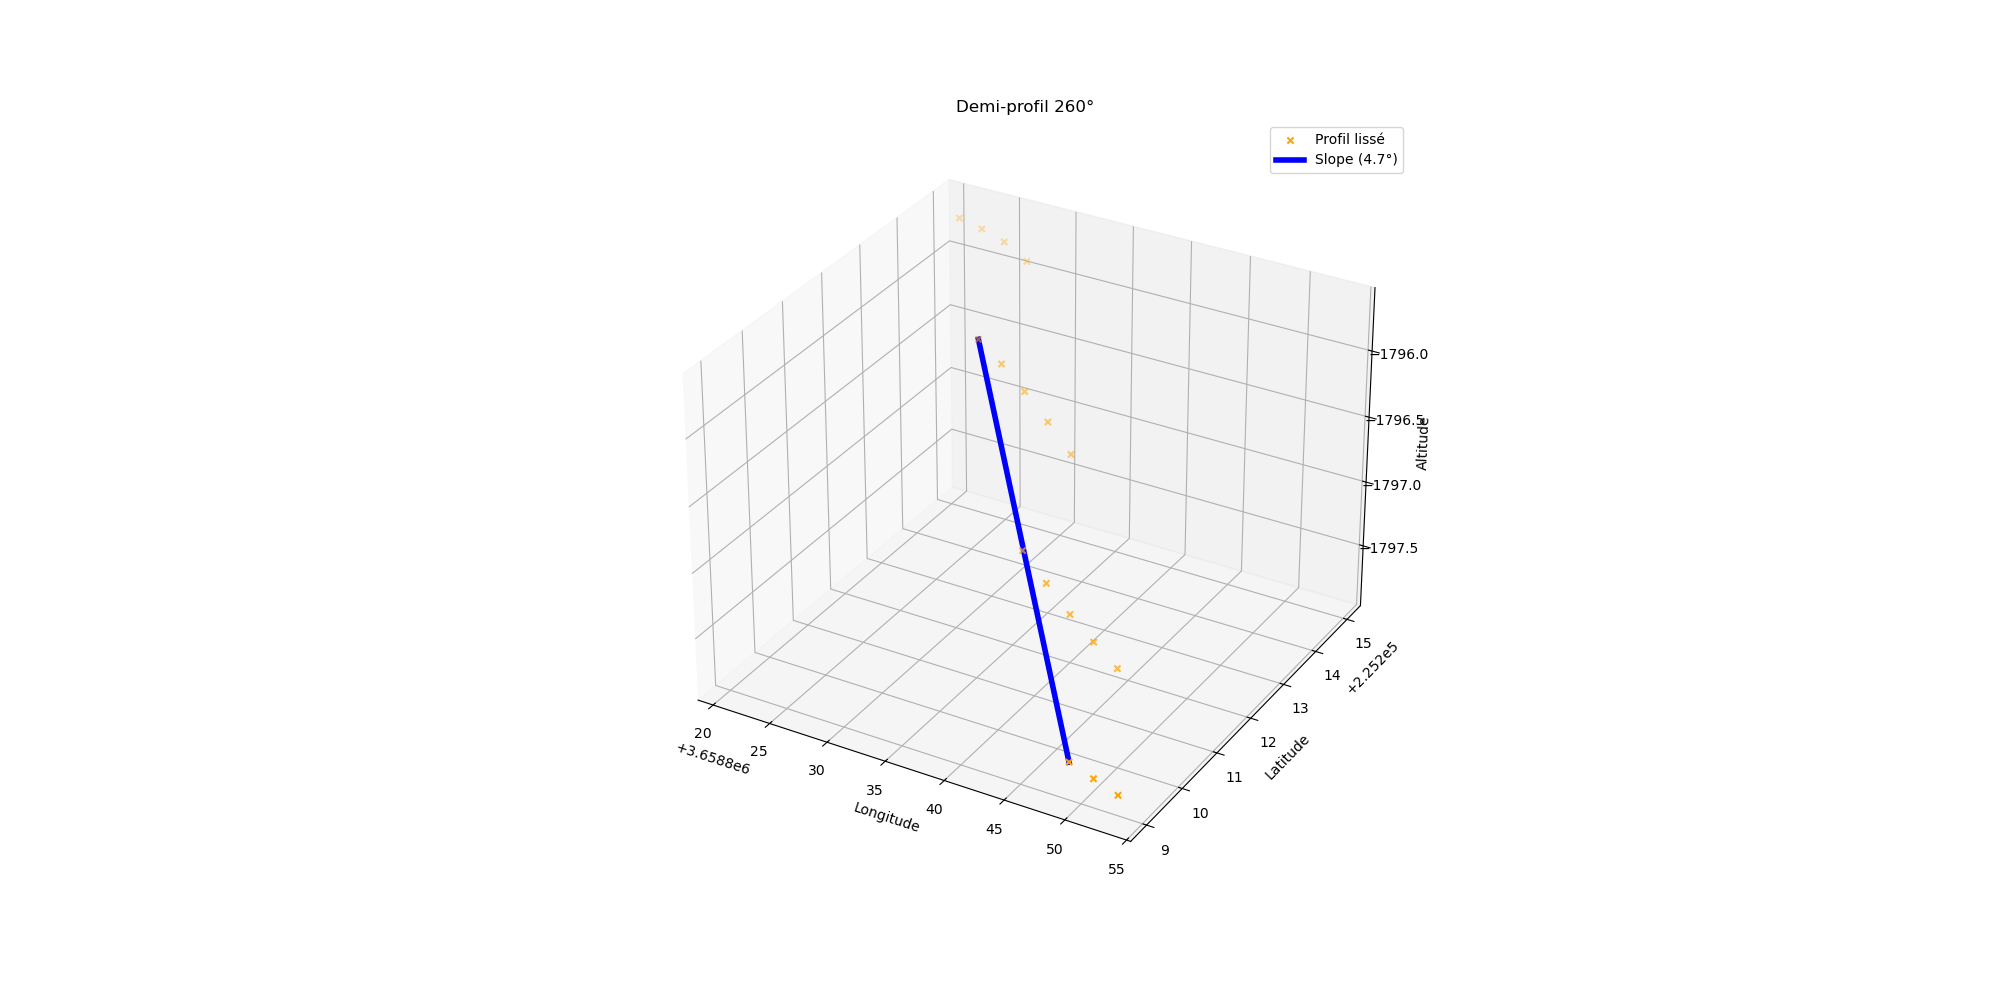 Demi-profil 260°
Profil lissé
Slope (4.7°)
−1796.0
−1796.5
−1797.0
−1797.5
Altitude
15
14
13
12
11
10
9
+2.252e5
Latitude
20
25
30
35
40
45
50
55
+3.6588e6
Longitude